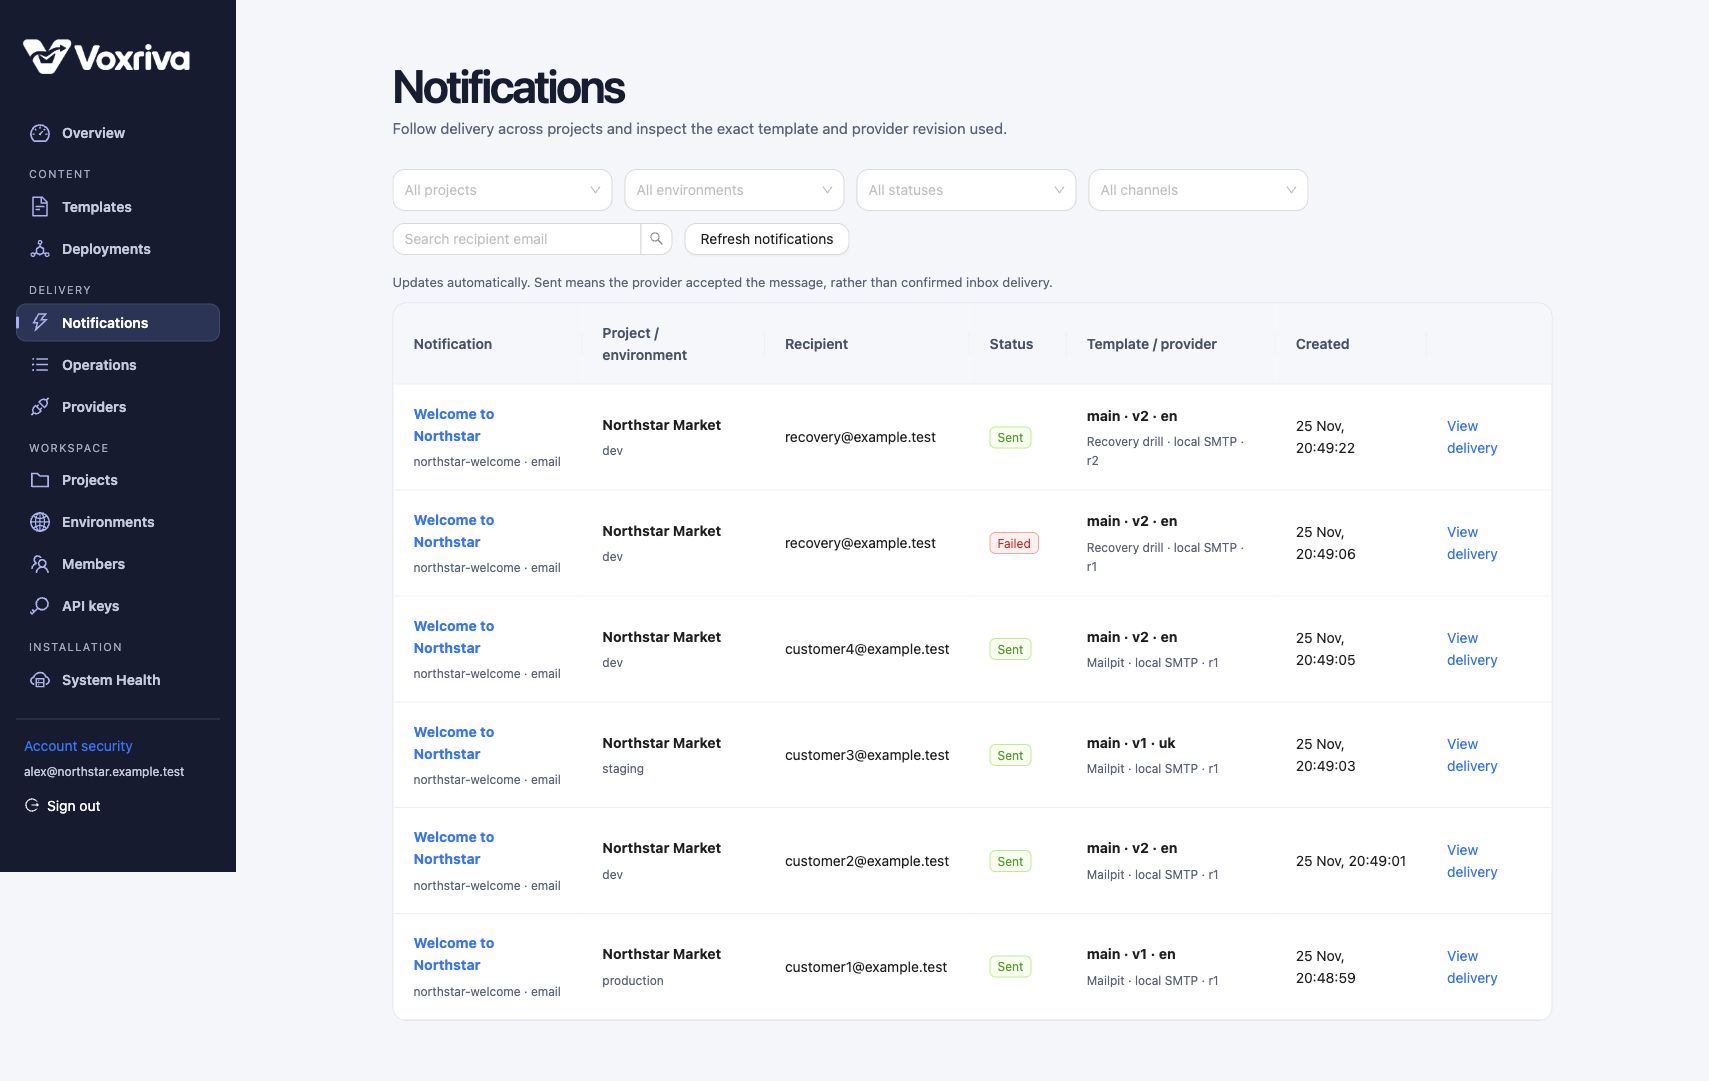 Voxriva
Overview
CONTENT
Templates
Deployments
DELIVERY
Notifications
Operations
Providers
WORKSPACE
Projects
Environments
Members
API keys
INSTALLATION
System Health
Account security
alex@northstar.example.test
Sign out
Notifications
Follow delivery across projects and inspect the exact template and provider revision used.
All projects
All environments
All statuses
All channels
Search recipient email
Refresh notifications
Updates automatically. Sent means the provider accepted the message, rather than confirmed inbox delivery.
Notification
Project /
environment
Recipient
Status
Template / provider
Created
Welcome to
Northstar
northstar-welcome · email
Northstar Market
dev
recovery@example.test
Sent
main · v2 · en
Recovery drill · local SMTP ·
r2
25 Nov,
20:49:22
View
delivery
Welcome to
Northstar
northstar-welcome · email
Northstar Market
dev
recovery@example.test
Failed
main · v2 · en
Recovery drill · local SMTP ·
r1
25 Nov,
20:49:06
View
delivery
Welcome to
Northstar
northstar-welcome · email
Northstar Market
dev
customer4@example.test
Sent
main · v2 · en
Mailpit · local SMTP · r1
25 Nov,
20:49:05
View
delivery
Welcome to
Northstar
northstar-welcome · email
Northstar Market
staging
customer3@example.test
Sent
main · v1 · uk
Mailpit · local SMTP · r1
25 Nov,
20:49:03
View
delivery
Welcome to
Northstar
northstar-welcome · email
Northstar Market
dev
customer2@example.test
Sent
main · v2 · en
Mailpit · local SMTP · r1
25 Nov, 20:49:01
View
delivery
Welcome to
Northstar
northstar-welcome · email
Northstar Market
production
customer1@example.test
Sent
main · v1 · en
Mailpit · local SMTP · r1
25 Nov,
20:48:59
View
delivery